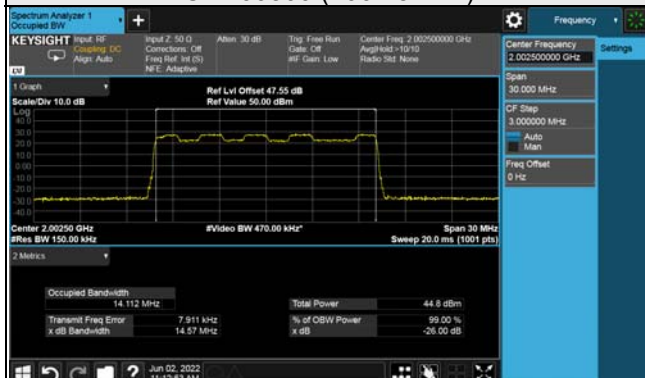 Spectrum Analyzer 1
Occupied BW
Frequency
KEYSIGHT
Input: RF
Coupling: DC
Align: Auto
Input Z: 50 Ω
Corrections: Off
Freq Ref: Int (S)
NFE: Adaptive
Atten: 30 dB
Trig: Free Run
Gate: Off
#IF Gain: Low
Center Freq: 2.002500000 GHz
Avg|Hold:>10/10
Radio Std: None
Center Frequency
2.002500000 GHz
Settings
Span
30.000 MHz
CF Step
3.000000 MHz
Auto
Man
Freq Offset
0 Hz
1 Graph
Scale/Div 10.0 dB
Ref Lvl Offset 47.55 dB
Ref Value 50.00 dBm
Log
40.0
30.0
20.0
10.0
0.00
-10.0
-20.0
-30.0
-40.0
Center 2.00250 GHz
#Res BW 150.00 kHz
#Video BW 470.00 kHz*
Span 30 MHz
Sweep 20.0 ms (1001 pts)
2 Metrics
Occupied Bandwidth
14.112 MHz
Total Power 44.8 dBm
Transmit Freq Error 7.911 kHz
% of OBW Power 99.00 %
x dB Bandwidth 14.57 MHz
x dB -26.00 dB
Jun 02, 2022